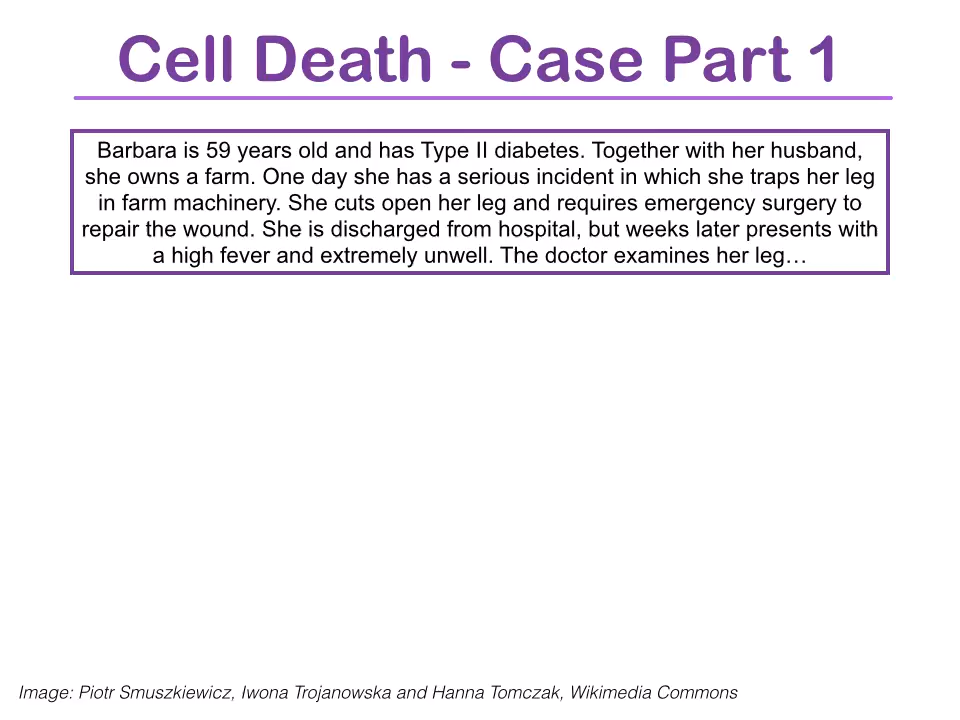 Cell Death - Case Part 1
Barbara is 59 years old and has Type II diabetes. Together with her husband,
she owns a farm. One day she has a serious incident in which she traps her leg
in farm machinery. She cuts open her leg and requires emergency surgery to
repair the wound. She is discharged from hospital, but weeks later presents with
a high fever and extremely unwell. The doctor examines her leg…
Image: Piotr Smuszkiewicz, Iwona Trojanowska and Hanna Tomczak, Wikimedia Commons